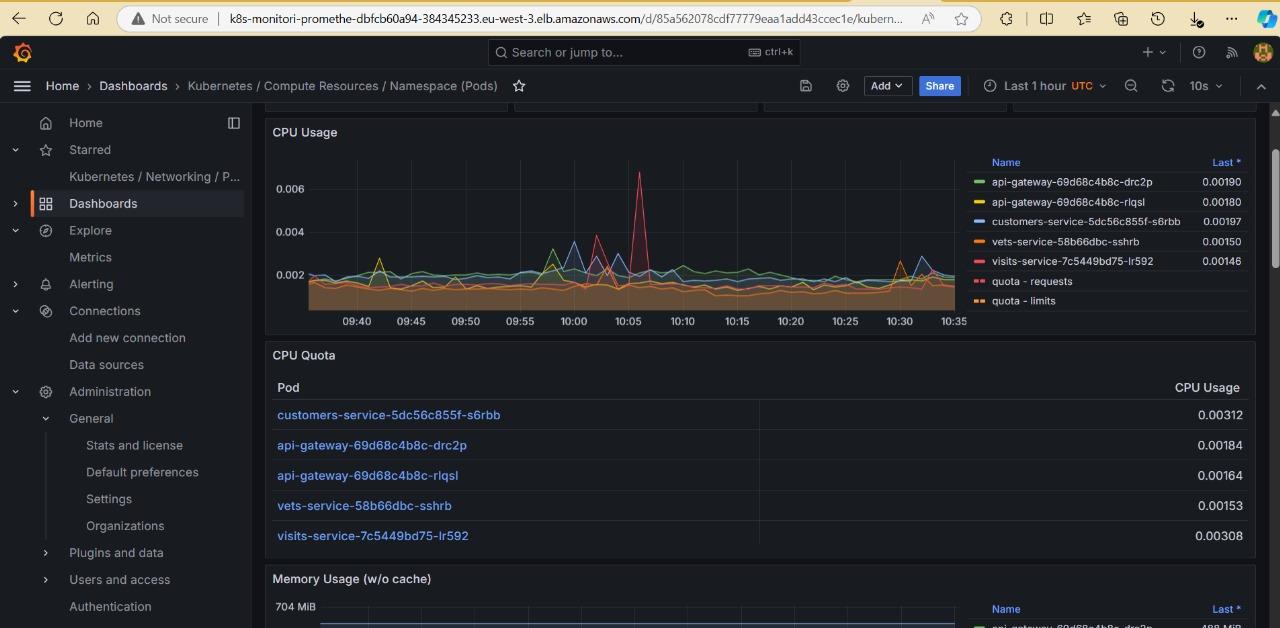 Not secure
k8s-monitori-promethe-dbfcb60a94-384345233.eu-west-3.elb.amazonaws.com/d/85a562078cdf77779eaa1add43ccec1e/kubern...
Search or jump to...
ctrl+k
Home › Dashboards › Kubernetes / Compute Resources / Namespace (Pods)
Add
Share
Last 1 hour UTC
10s
Home
Starred
Kubernetes / Networking / P...
Dashboards
Explore
Metrics
Alerting
Connections
Add new connection
Data sources
Administration
General
Stats and license
Default preferences
Settings
Organizations
Plugins and data
Users and access
Authentication
CPU Usage
0.006
0.004
0.002
09:40 09:45 09:50 09:55 10:00 10:05 10:10 10:15 10:20 10:25 10:30 10:35
Name Last *
api-gateway-69d68c4b8c-drc2p 0.00190
api-gateway-69d68c4b8c-rlqsl 0.00180
customers-service-5dc56c855f-s6rbb 0.00197
vets-service-58b66dbc-sshrb 0.00150
visits-service-7c5449bd75-lr592 0.00146
quota - requests
quota - limits
CPU Quota
Pod CPU Usage
customers-service-5dc56c855f-s6rbb 0.00312
api-gateway-69d68c4b8c-drc2p 0.00184
api-gateway-69d68c4b8c-rlqsl 0.00164
vets-service-58b66dbc-sshrb 0.00153
visits-service-7c5449bd75-lr592 0.00308
Memory Usage (w/o cache)
704 MiB
Name Last *
api-gateway-69d68c4b8c-drc2p 488 MiB